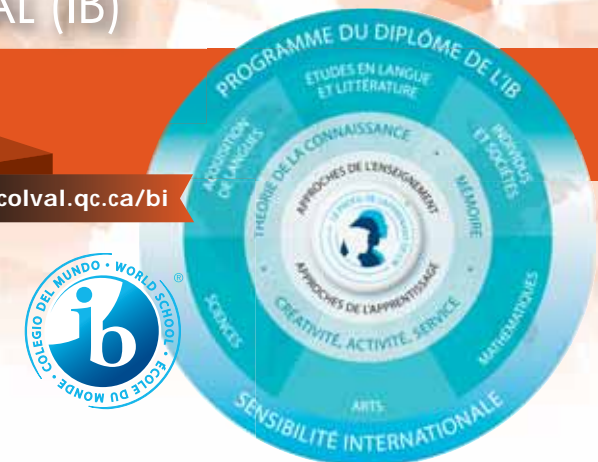 AL (IB)
colval.qc.ca/bi
PROGRAMME DU DIPLÔME DE L'IB
ÉTUDES EN LANGUE
ET LITTÉRATURE
ACQUISITION
DE LANGUES
INDIVIDUS
ET SOCIÉTÉS
THÉORIE DE LA CONNAISSANCE
MÉMOIRE
APPROCHES DE L'ENSEIGNEMENT
APPROCHES DE L'APPRENTISSAGE
CRÉATIVITÉ, ACTIVITÉ, SERVICE
SCIENCES
MATHÉMATIQUES
ARTS
SENSIBILITÉ INTERNATIONALE
ib
COLEGIO DEL MUNDO • WORLD SCHOOL • ÉCOLE DU MONDE •
®